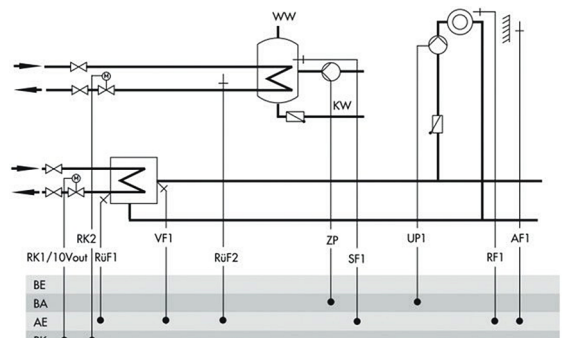 WW
M
KW
M
RK2 VF1 ZP UP1 AF1
RK1/10Vout RüF1 RüF2 SF1 RF1
BE
BA
AE